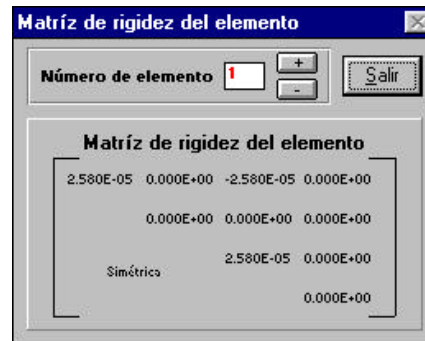 Matríz de rigidez del elemento
Número de elemento 1 + - Salir
Matríz de rigidez del elemento
2.580E-05 0.000E+00 -2.580E-05 0.000E+00
0.000E+00 0.000E+00 0.000E+00
2.580E-05 0.000E+00
Simétrica
0.000E+00